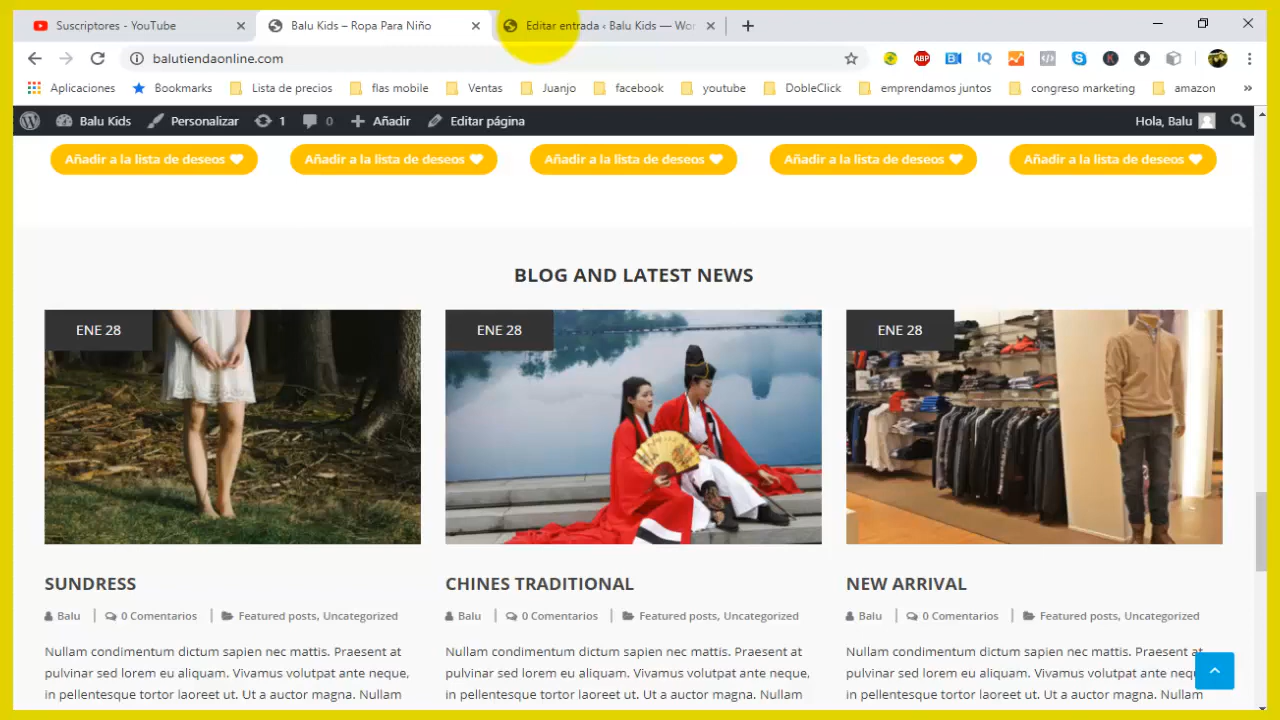 Suscriptores - YouTube
Balu Kids – Ropa Para Niño
Editar entrada ‹ Balu Kids — Wor
balutiendaonline.com
ABP
IQ
K
Aplicaciones
Bookmarks
Lista de precios
flas mobile
Ventas
Juanjo
facebook
youtube
DobleClick
emprendamos juntos
congreso marketing
amazon
»
Balu Kids
Personalizar
1
0
Añadir
Editar página
Hola, Balu
Añadir a la lista de deseos
Añadir a la lista de deseos
Añadir a la lista de deseos
Añadir a la lista de deseos
Añadir a la lista de deseos
BLOG AND LATEST NEWS
ENE 28
ENE 28
ENE 28
SUNDRESS
CHINES TRADITIONAL
NEW ARRIVAL
Balu | 0 Comentarios | Featured posts, Uncategorized
Balu | 0 Comentarios | Featured posts, Uncategorized
Balu | 0 Comentarios | Featured posts, Uncategorized
Nullam condimentum dictum sapien nec mattis. Praesent at
pulvinar sed lorem eu aliquam. Vivamus volutpat ante neque,
in pellentesque tortor laoreet ut. Ut a auctor magna. Nullam
Nullam condimentum dictum sapien nec mattis. Praesent at
pulvinar sed lorem eu aliquam. Vivamus volutpat ante neque,
in pellentesque tortor laoreet ut. Ut a auctor magna. Nullam
Nullam condimentum dictum sapien nec mattis. Praesent at
pulvinar sed lorem eu aliquam. Vivamus volutpat ante neque,
in pellentesque tortor laoreet ut. Ut a auctor magna. Nullam